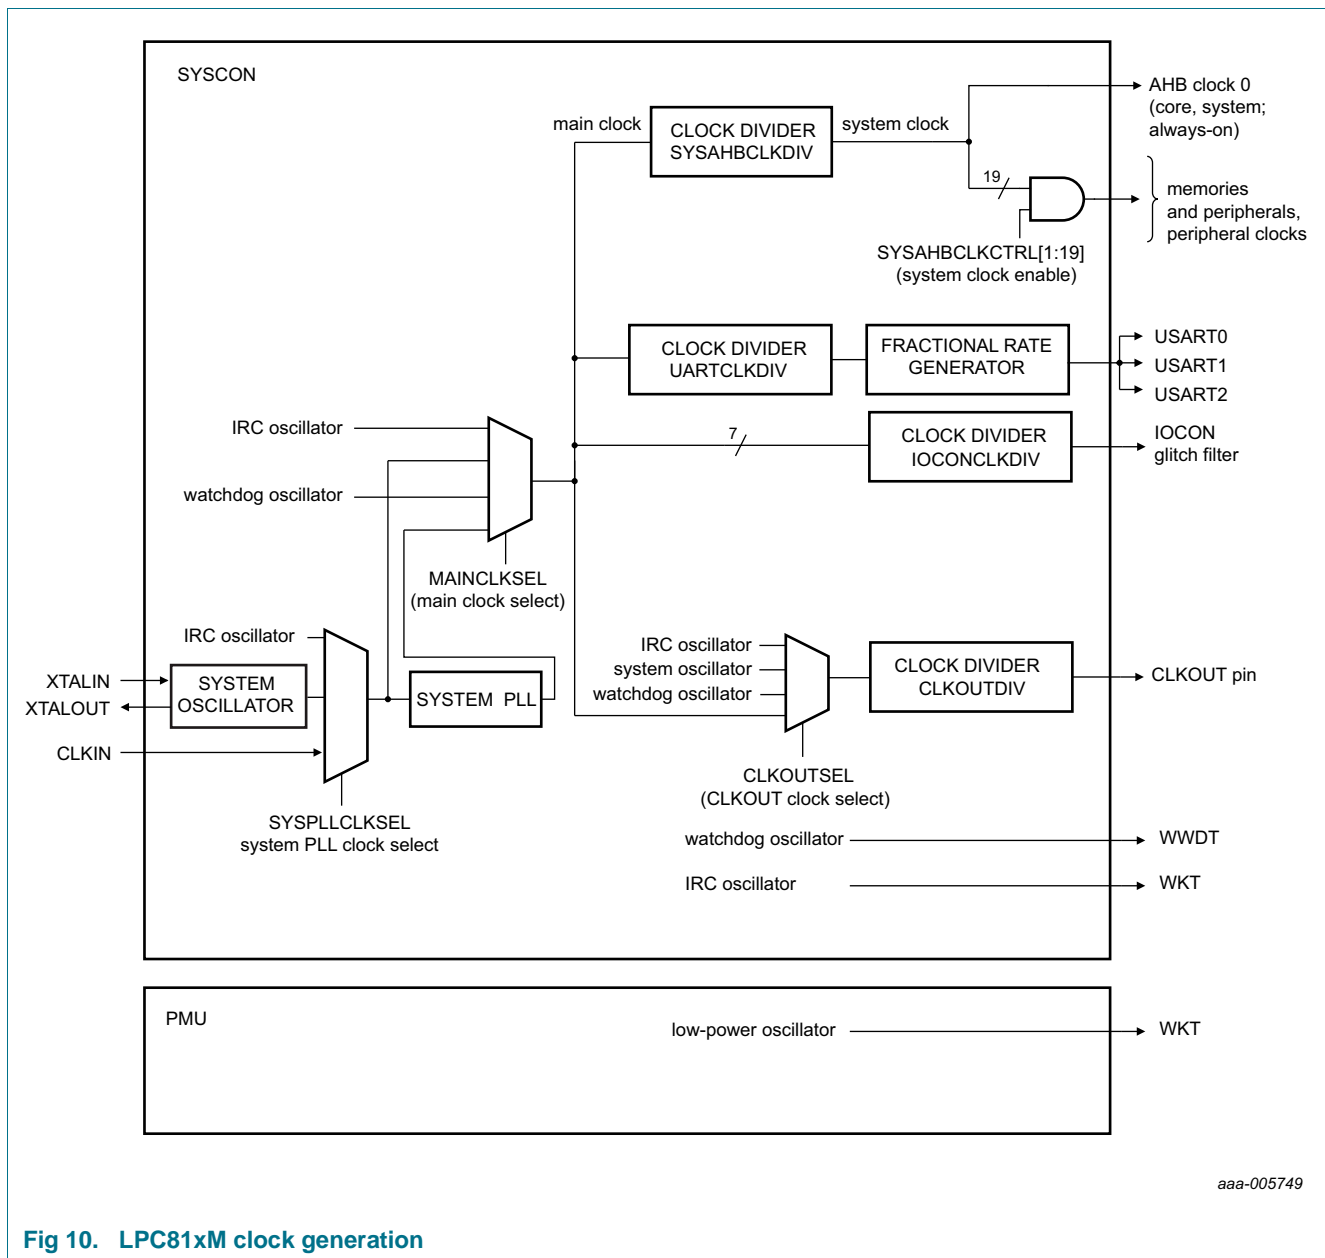 SYSCON
AHB clock 0
(core, system;
always-on)
main clock
CLOCK DIVIDER
SYSAHBCLKDIV
system clock
19
memories
and peripherals,
peripheral clocks
SYSAHBCLKCTRL[1:19]
(system clock enable)
CLOCK DIVIDER
UARTCLKDIV
FRACTIONAL RATE
GENERATOR
USART0
USART1
USART2
IRC oscillator
watchdog oscillator
7
CLOCK DIVIDER
IOCONCLKDIV
IOCON
glitch filter
MAINCLKSEL
(main clock select)
IRC oscillator
XTALIN
XTALOUT
SYSTEM
OSCILLATOR
CLKIN
SYSTEM PLL
SYSPLLCLKSEL
system PLL clock select
IRC oscillator
system oscillator
watchdog oscillator
CLOCK DIVIDER
CLKOUTDIV
CLKOUT pin
CLKOUTSEL
(CLKOUT clock select)
watchdog oscillator
WWDT
IRC oscillator
WKT
PMU
low-power oscillator
WKT
aaa-005749
Fig 10. LPC81xM clock generation